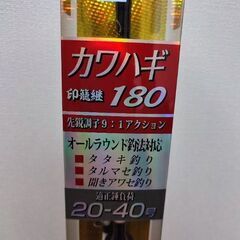 カワハギ
印籠継 180
先鋭調子9:1アクション
オールラウンド釣法対応
・タタキ釣り
・タルマセ釣り
・聞きアワセ釣り
適正錘負荷
20-40号